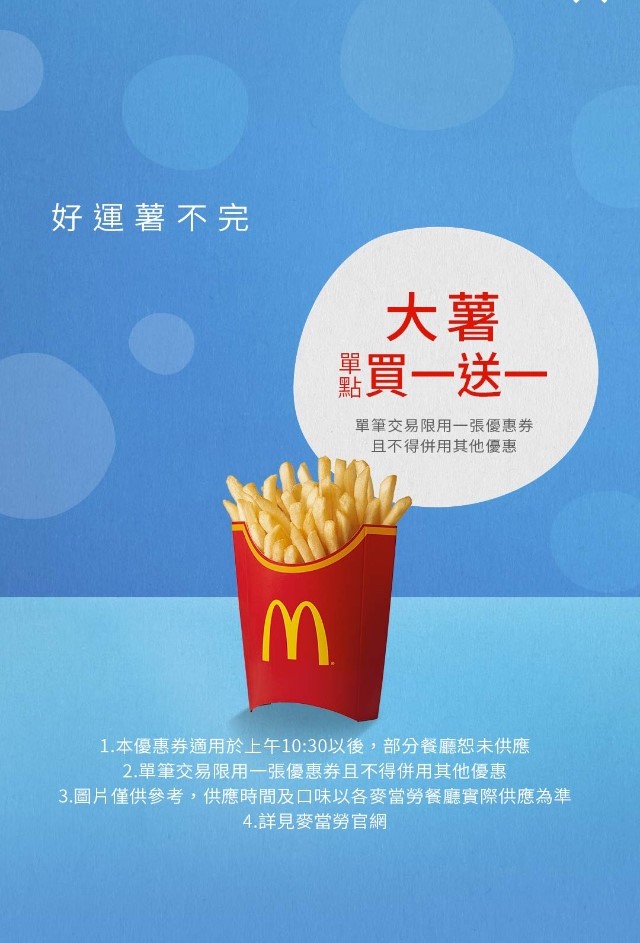 好運薯不完
大薯
單點買一送一
單筆交易限用一張優惠券
且不得併用其他優惠
1.本優惠券適用於上午10:30以後，部分餐廳恕未供應
2.單筆交易限用一張優惠券且不得併用其他優惠
3.圖片僅供參考，供應時間及口味以各麥當勞餐廳實際供應為準
4.詳見麥當勞官網